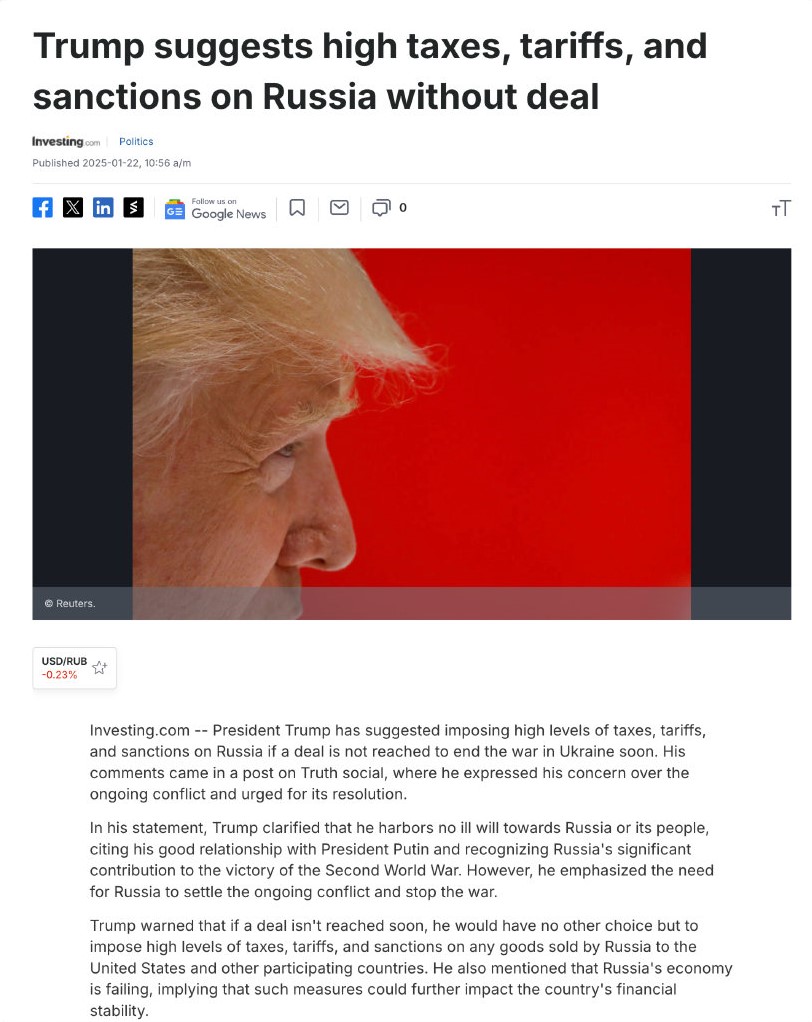 Trump suggests high taxes, tariffs, and
sanctions on Russia without deal
Investing.com Politics
Published 2025-01-22, 10:56 a/m
Follow us on
Google News
0
TT
© Reuters.
USD/RUB
-0.23%
Investing.com -- President Trump has suggested imposing high levels of taxes, tariffs,
and sanctions on Russia if a deal is not reached to end the war in Ukraine soon. His
comments came in a post on Truth social, where he expressed his concern over the
ongoing conflict and urged for its resolution.
In his statement, Trump clarified that he harbors no ill will towards Russia or its people,
citing his good relationship with President Putin and recognizing Russia's significant
contribution to the victory of the Second World War. However, he emphasized the need
for Russia to settle the ongoing conflict and stop the war.
Trump warned that if a deal isn't reached soon, he would have no other choice but to
impose high levels of taxes, tariffs, and sanctions on any goods sold by Russia to the
United States and other participating countries. He also mentioned that Russia's economy
is failing, implying that such measures could further impact the country's financial
stability.